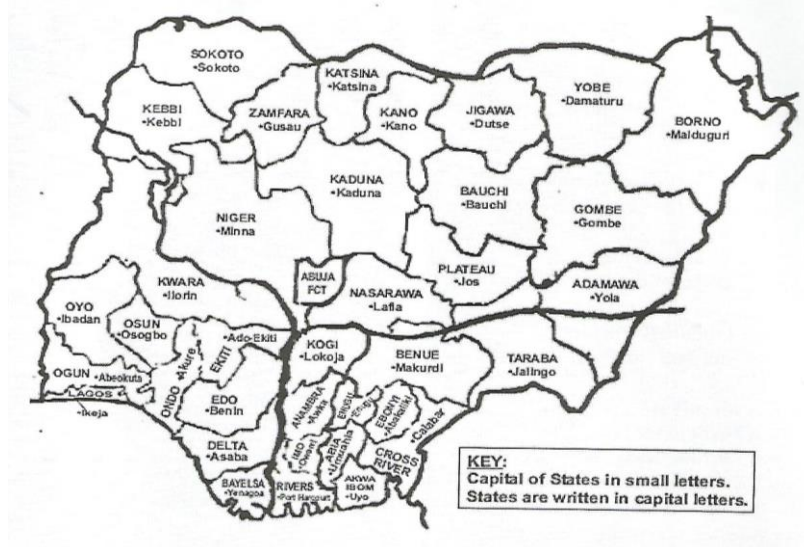 SOKOTO
•Sokoto
KEBBI
•Kebbi
ZAMFARA
•Gusau
KATSINA
•Katsina
KANO
•Kano
JIGAWA
•Dutse
YOBE
•Damaturu
BORNO
•Maiduguri
NIGER
•Minna
KADUNA
•Kaduna
BAUCHI
•Bauchi
GOMBE
•Gombe
ABUJA
FCT
PLATEAU
•Jos
ADAMAWA
•Yola
KWARA
•Ilorin
NASARAWA
•Lafia
OYO
•Ibadan
OSUN
•Osogbo
•Ado-Ekiti
EKITI
KOGI
•Lokoja
BENUE
•Makurdi
TARABA
•Jalingo
OGUN
•Abeokuta
LAGOS
•Ikeja
ONDO
•Akure
EDO
•Benin
DELTA
•Asaba
BAYELSA
•Yenagoa
ANAMBRA
•Awka
ENUGU
EBONYI
•Abakaliki
IMO
•Owerri
ABIA
•Umuahia
CROSS
RIVER
•Calabar
RIVERS
•Port Harcourt
AKWA
IBOM
•Uyo
KEY:
Capital of States in small letters.
States are written in capital letters.